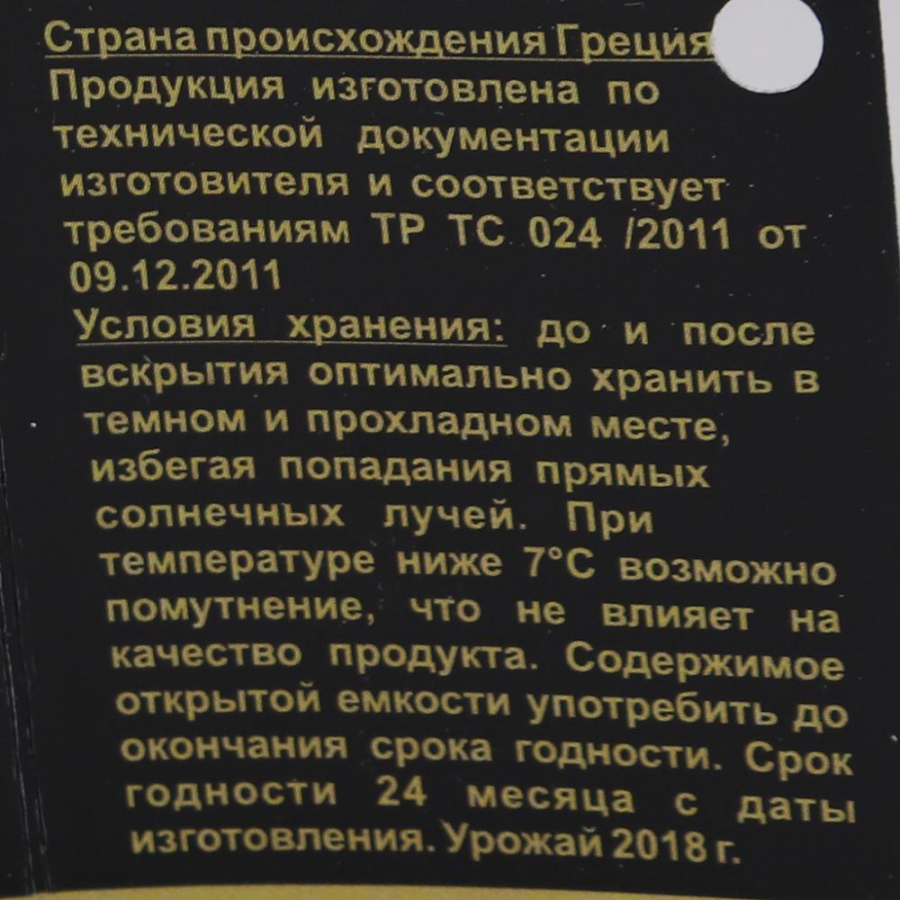 Страна происхождения Греция
Продукция изготовлена по
технической документации
изготовителя и соответствует
требованиям ТР ТС 024 /2011 от
09.12.2011
Условия хранения: до и после
вскрытия оптимально хранить в
темном и прохладном месте,
избегая попадания прямых
солнечных лучей. При
температуре ниже 7°С возможно
помутнение, что не влияет на
качество продукта. Содержимое
открытой емкости употребить до
окончания срока годности. Срок
годности 24 месяца с даты
изготовления. Урожай 2018 г.